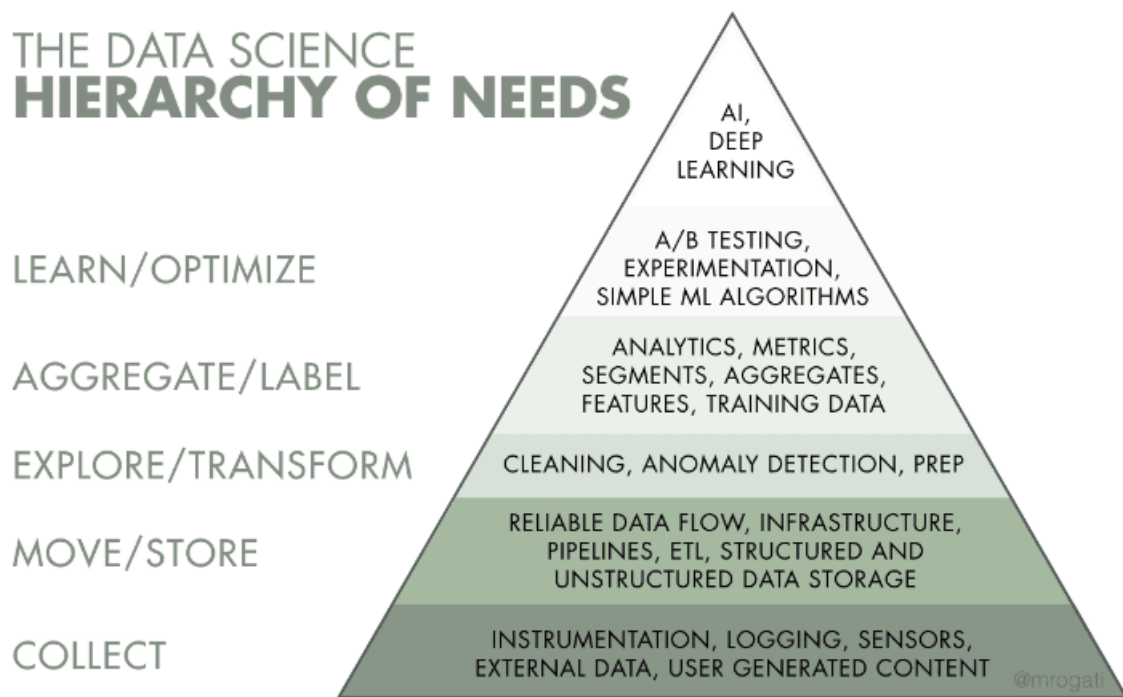 THE DATA SCIENCE
HIERARCHY OF NEEDS
AI,
DEEP
LEARNING
LEARN/OPTIMIZE
A/B TESTING,
EXPERIMENTATION,
SIMPLE ML ALGORITHMS
AGGREGATE/LABEL
ANALYTICS, METRICS,
SEGMENTS, AGGREGATES,
FEATURES, TRAINING DATA
EXPLORE/TRANSFORM
CLEANING, ANOMALY DETECTION, PREP
MOVE/STORE
RELIABLE DATA FLOW, INFRASTRUCTURE,
PIPELINES, ETL, STRUCTURED AND
UNSTRUCTURED DATA STORAGE
COLLECT
INSTRUMENTATION, LOGGING, SENSORS,
EXTERNAL DATA, USER GENERATED CONTENT
@mrogati